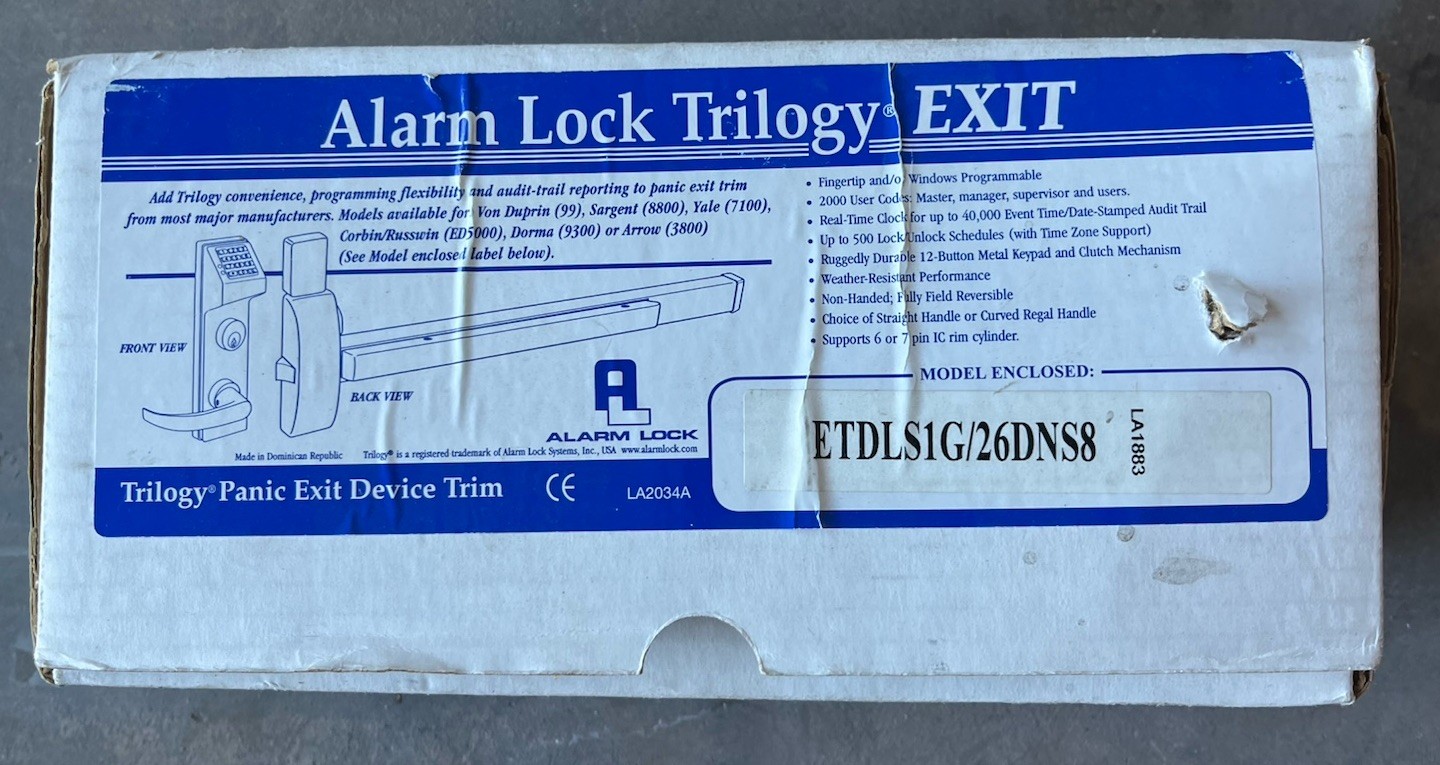 Alarm Lock Trilogy® EXIT
Add Trilogy convenience, programming flexibility and audit-trail reporting to panic exit trim
from most major manufacturers. Models available for Von Duprin (99), Sargent (8800), Yale (7100),
Corbin/Russwin (ED5000), Dorma (9300) or Arrow (3800)
(See Model enclosed label below).
FRONT VIEW
BACK VIEW
AL
ALARM LOCK
Made in Dominican Republic Trilogy® is a registered trademark of Alarm Lock Systems, Inc., USA www.alarmlock.com
• Fingertip and/o Windows Programmable
• 2000 User Codes: Master, manager, supervisor and users.
• Real-Time Clock for up to 40,000 Event Time/Date-Stamped Audit Trail
• Up to 500 Lock/Unlock Schedules (with Time Zone Support)
• Ruggedly Durable 12-Button Metal Keypad and Clutch Mechanism
• Weather-Resistant Performance
• Non-Handed; Fully Field Reversible
• Choice of Straight Handle or Curved Regal Handle
• Supports 6 or 7 pin IC rim cylinder.
MODEL ENCLOSED:
ETDLS1G/26DNS8
LA1883
Trilogy® Panic Exit Device Trim CE LA2034A